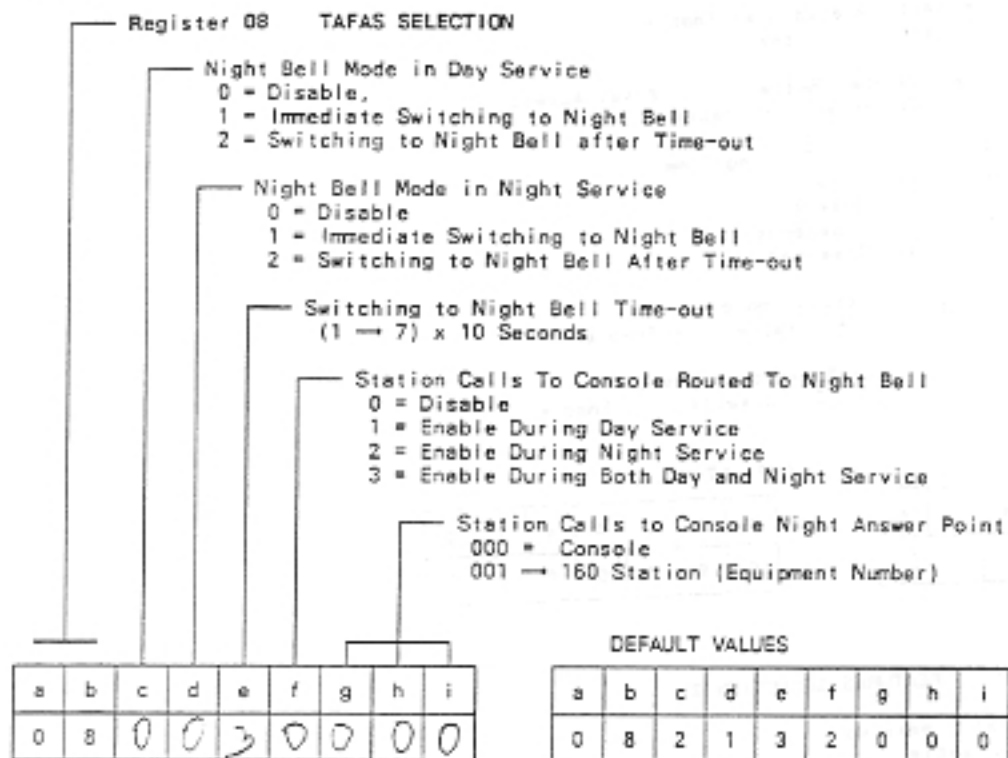 Register 08 TAFAS SELECTION
Night Bell Mode in Day Service
0 = Disable,
1 = Immediate Switching to Night Bell
2 = Switching to Night Bell after Time-out
Night Bell Mode in Night Service
0 = Disable
1 = Immediate Switching to Night Bell
2 = Switching to Night Bell After Time-out
Switching to Night Bell Time-out
(1 → 7) x 10 Seconds
Station Calls To Console Routed To Night Bell
0 = Disable
1 = Enable During Day Service
2 = Enable During Night Service
3 = Enable During Both Day and Night Service
Station Calls to Console Night Answer Point
000 = Console
001 → 160 Station (Equipment Number)
DEFAULT VALUES
a b c d e f g h i a b c d e f g h i
0 8 0 0 3 0 0 0 0 0 8 2 1 3 2 0 0 0